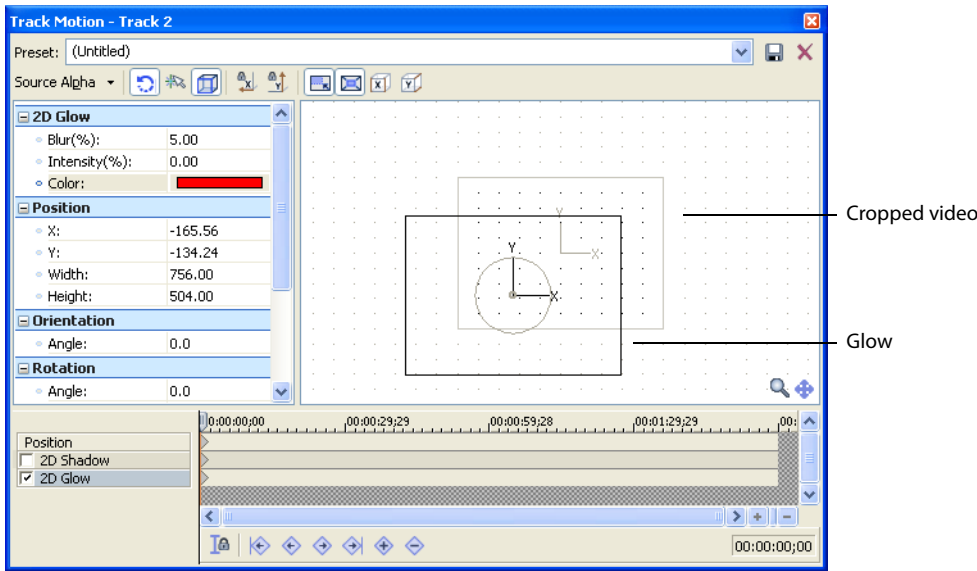 Track Motion - Track 2
Preset: (Untitled)
Source Alpha
2D Glow
Blur(%): 5.00
Intensity(%): 0.00
Color:
Position
X: -165.56
Y: -134.24
Width: 756.00
Height: 504.00
Orientation
Angle: 0.0
Rotation
Angle: 0.0
Y
X
Y
X
Cropped video
Glow
0:00:00;00 00:00:29;29 00:00:59;28 00:01:29;29 00:
Position
2D Shadow
2D Glow
00:00:00;00